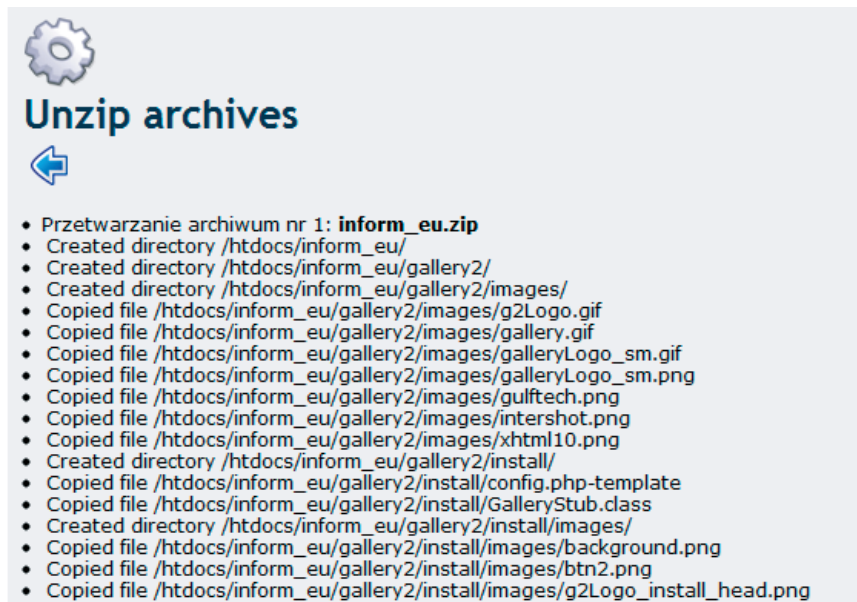 Unzip archives
• Przetwarzanie archiwum nr 1: inform_eu.zip
• Created directory /htdocs/inform_eu/
• Created directory /htdocs/inform_eu/gallery2/
• Created directory /htdocs/inform_eu/gallery2/images/
• Copied file /htdocs/inform_eu/gallery2/images/g2Logo.gif
• Copied file /htdocs/inform_eu/gallery2/images/gallery.gif
• Copied file /htdocs/inform_eu/gallery2/images/galleryLogo_sm.gif
• Copied file /htdocs/inform_eu/gallery2/images/galleryLogo_sm.png
• Copied file /htdocs/inform_eu/gallery2/images/gulftech.png
• Copied file /htdocs/inform_eu/gallery2/images/intershot.png
• Copied file /htdocs/inform_eu/gallery2/images/xhtml10.png
• Created directory /htdocs/inform_eu/gallery2/install/
• Copied file /htdocs/inform_eu/gallery2/install/config.php-template
• Copied file /htdocs/inform_eu/gallery2/install/GalleryStub.class
• Created directory /htdocs/inform_eu/gallery2/install/images/
• Copied file /htdocs/inform_eu/gallery2/install/images/background.png
• Copied file /htdocs/inform_eu/gallery2/install/images/btn2.png
• Copied file /htdocs/inform_eu/gallery2/install/images/g2Logo_install_head.png